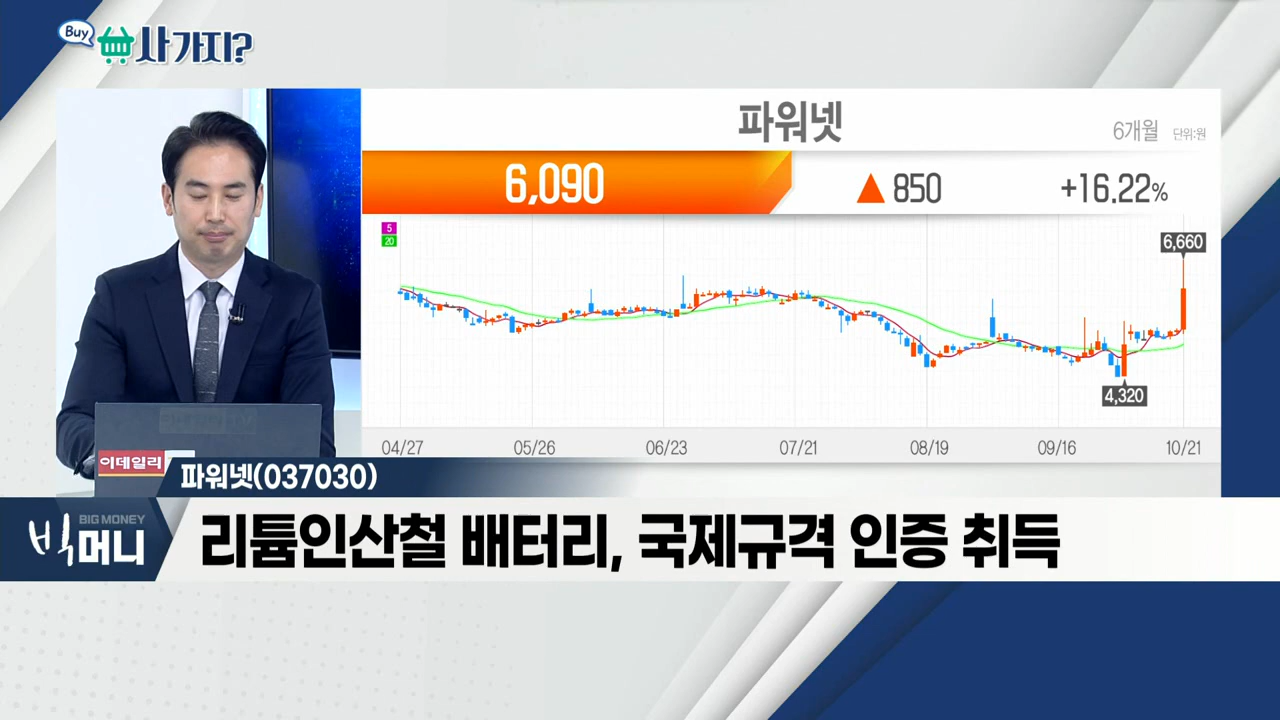 Buy
사가지?
파워넷
6개월 단위:원
6,090 ▲ 850 +16.22%
5
20
6,660
4,320
04/27 05/26 06/23 07/21 08/19 09/16 10/21
이데일리
파워넷(037030)
BIG MONEY
빅머니
리튬인산철 배터리, 국제규격 인증 취득